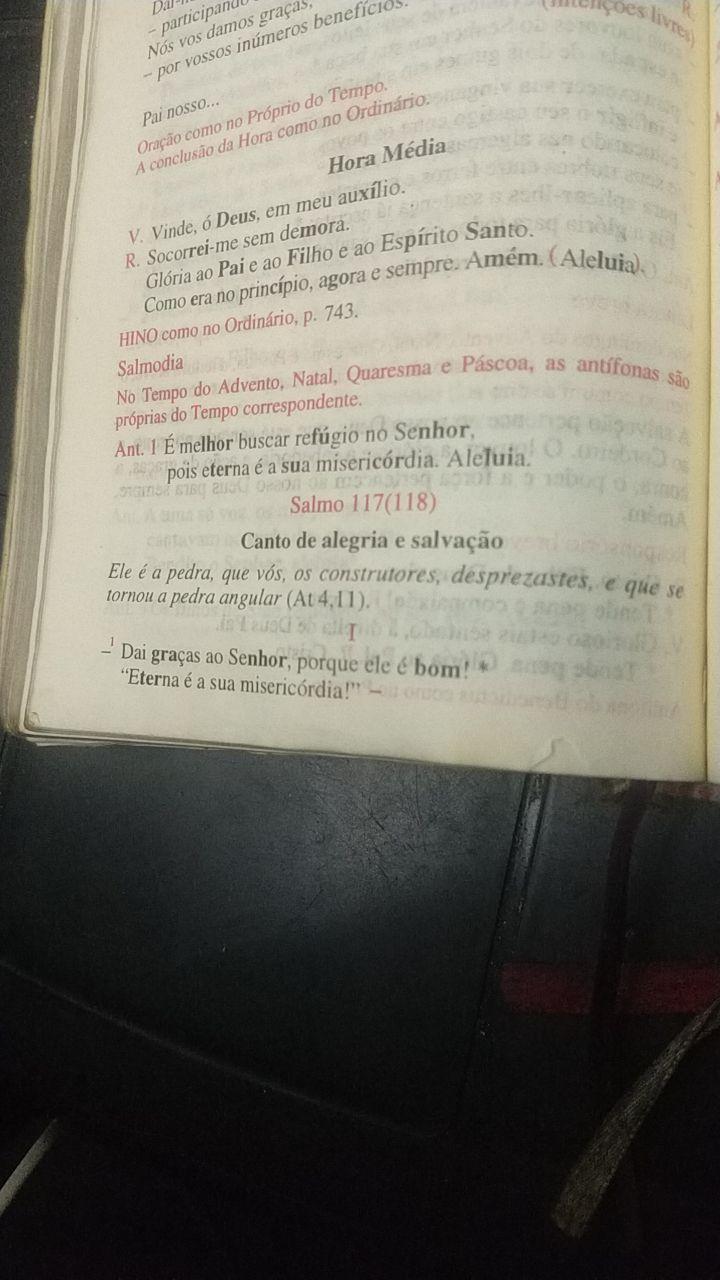 – participando
Nós vos damos graças,
– por vossos inúmeros benefícios.
(intenções livres)
R.
Pai nosso...
Oração como no Próprio do Tempo.
A conclusão da Hora como no Ordinário.
Hora Média
V. Vinde, ó Deus, em meu auxílio.
R. Socorrei-me sem demora.
Glória ao Pai e ao Filho e ao Espírito Santo.
Como era no princípio, agora e sempre. Amém. (Aleluia).
HINO como no Ordinário, p. 743.
Salmodia
No Tempo do Advento, Natal, Quaresma e Páscoa, as antífonas são
próprias do Tempo correspondente.
Ant. 1 É melhor buscar refúgio no Senhor,
pois eterna é a sua misericórdia. Aleluia.
Salmo 117(118)
Canto de alegria e salvação
Ele é a pedra, que vós, os construtores, desprezastes, e que se
tornou a pedra angular (At 4,11).
I
–¹ Dai graças ao Senhor, porque ele é bom! *
“Eterna é a sua misericórdia!” –